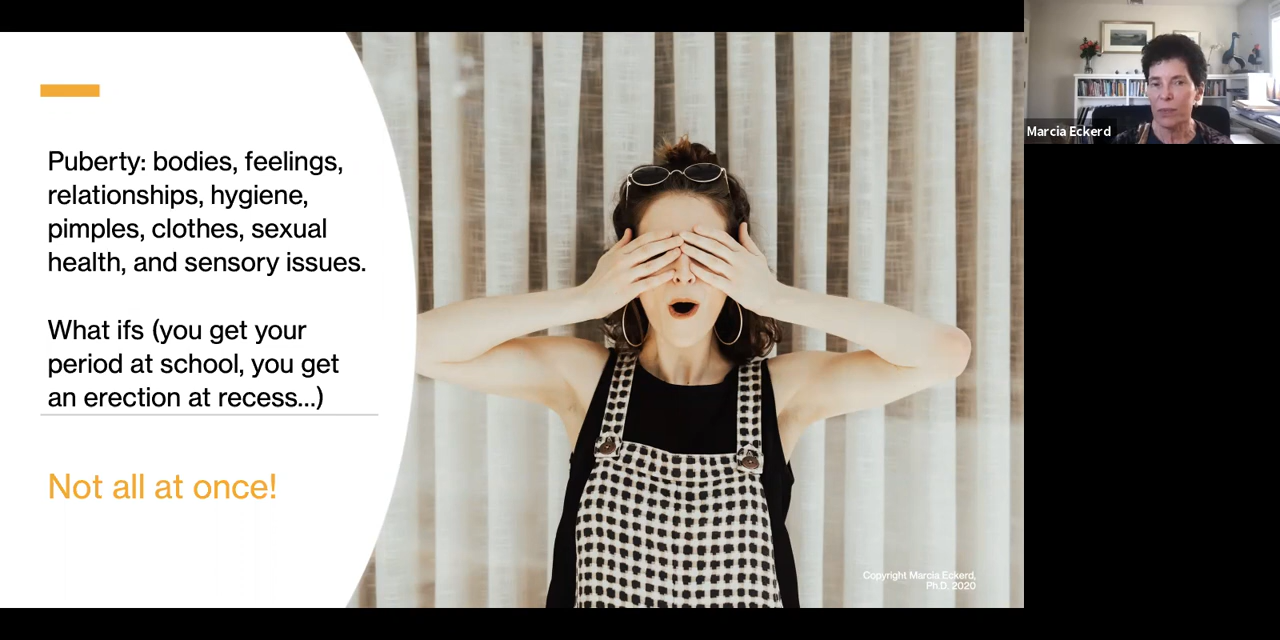 Puberty: bodies, feelings,
relationships, hygiene,
pimples, clothes, sexual
health, and sensory issues.
What ifs (you get your
period at school, you get
an erection at recess...)
Not all at once!
Copyright Marcia Eckerd,
Ph.D, 2020
Marcia Eckerd